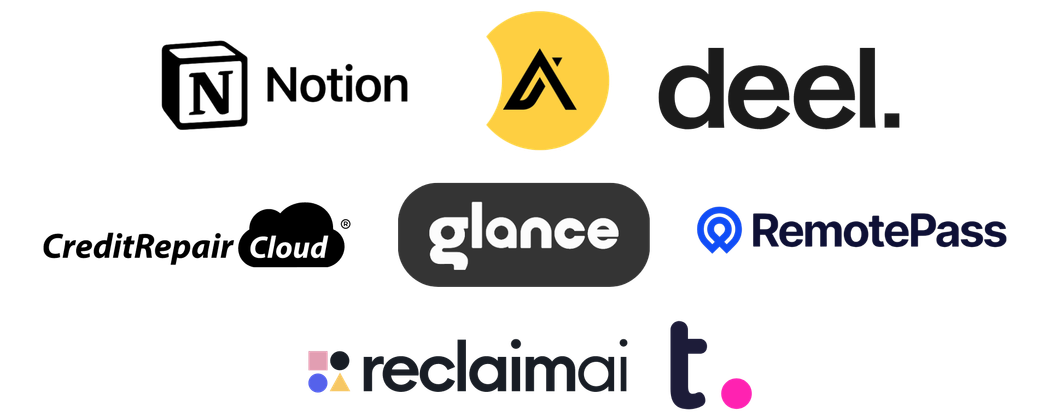 N Notion
deel.
CreditRepair Cloud ®
glance
RemotePass
reclaimai
t.